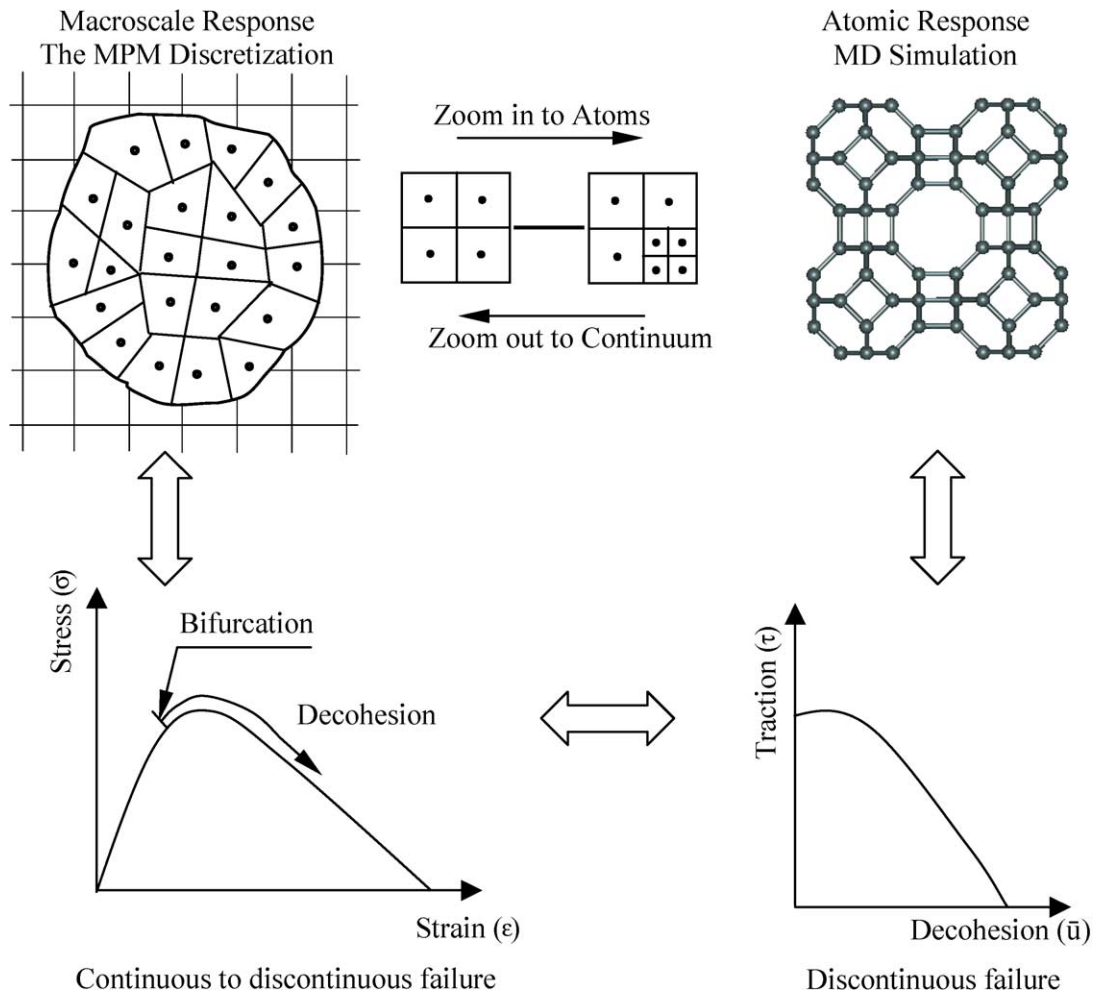 Macroscale Response
The MPM Discretization
Atomic Response
MD Simulation
Zoom in to Atoms
Zoom out to Continuum
Stress (σ)
Bifurcation
Decohesion
Strain (ε)
Continuous to discontinuous failure
Traction (τ)
Decohesion (ū)
Discontinuous failure